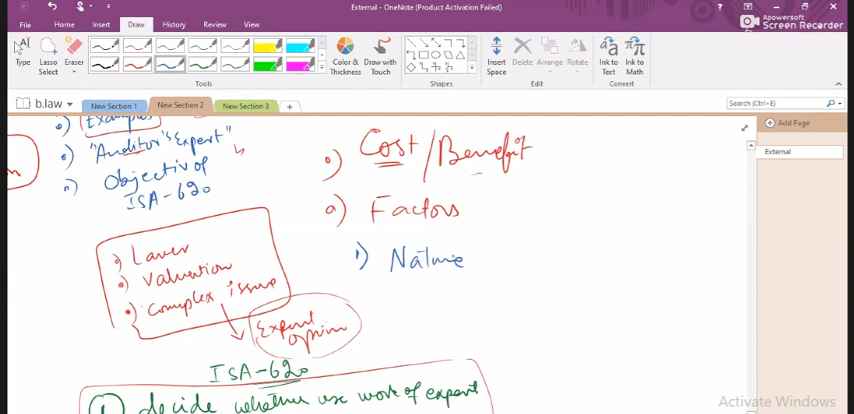 External - OneNote (Product Activation Failed)
Apowersoft
Screen Recorder
File
Home
Insert
Draw
History
Review
View
Type
Lasso Select
Eraser
Color & Thickness
Draw with Touch
Insert Space
Delete
Arrange
Rotate
Ink to Text
Ink to Math
Tools
Shapes
Edit
Convert
b.law
New Section 1
New Section 2
New Section 3
Search (Ctrl+E)
Add Page
External
Examples
"Auditor's Expert"
Objectiv of
ISA-620
Cost/Benefit
Factors
1) Nature
Lawer
Valuation
Complex issue
Expert
opinion
ISA-620
1 decide whether use work of expert
Activate Windows